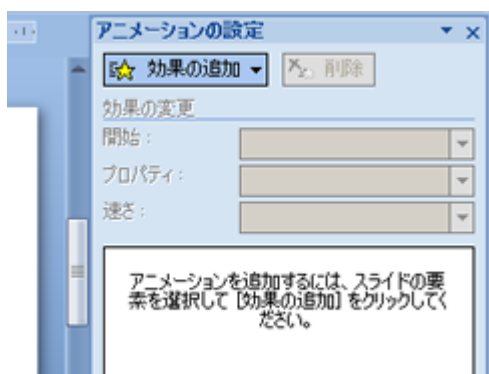 アニメーションの設定
効果の追加 削除
効果の変更
開始：
プロパティ：
速さ：
アニメーションを追加するには、スライドの要
素を選択して [効果の追加] をクリックしてく
ださい。